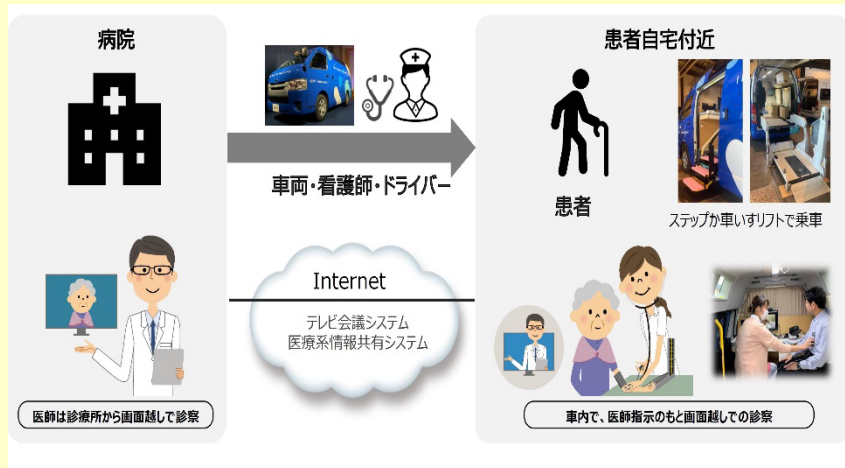 病院
患者自宅付近
車両・看護師・ドライバー
患者
ステップか車いすリフトで乗車
Internet
テレビ会議システム
医療系情報共有システム
医師は診療所から画面越しで診察
車内で、医師指示のもと画面越しでの診察